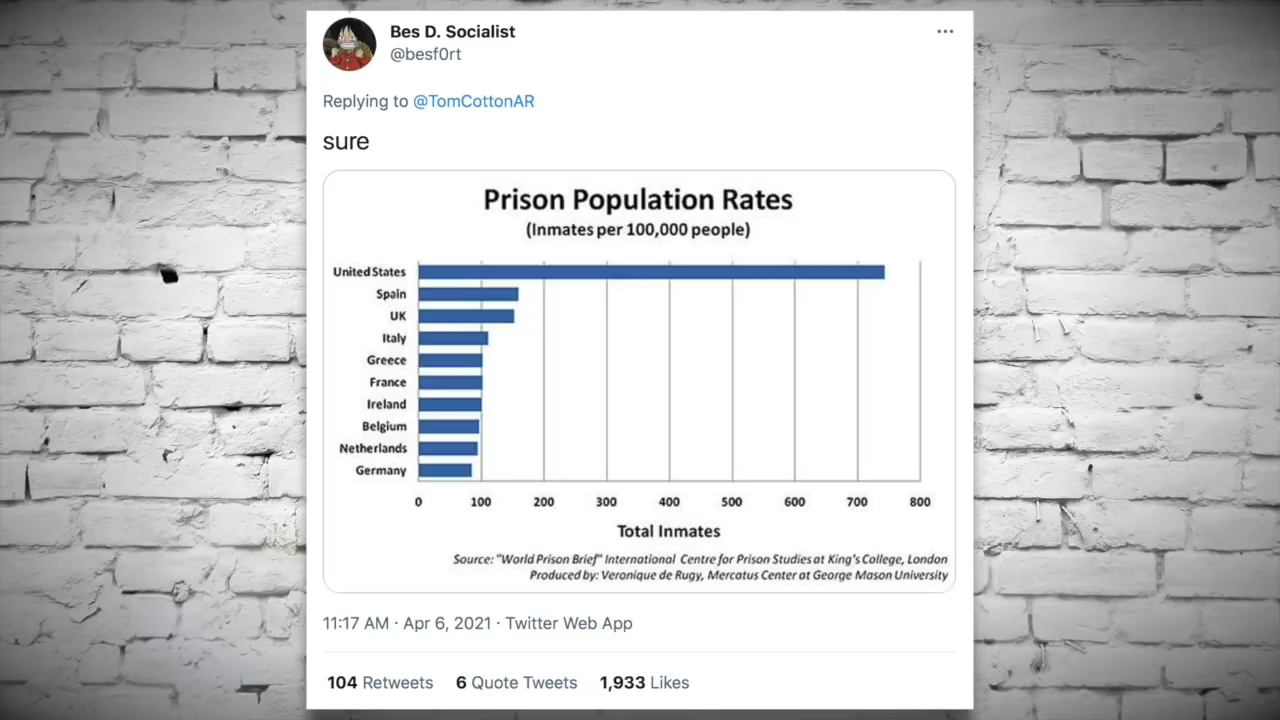 Bes D. Socialist
@besf0rt
Replying to @TomCottonAR
sure
Prison Population Rates
(Inmates per 100,000 people)
United States
Spain
UK
Italy
Greece
France
Ireland
Belgium
Netherlands
Germany
0 100 200 300 400 500 600 700 800
Total Inmates
Source: "World Prison Brief" International Centre for Prison Studies at King's College, London
Produced by: Veronique de Rugy, Mercatus Center at George Mason University
11:17 AM · Apr 6, 2021 · Twitter Web App
104 Retweets 6 Quote Tweets 1,933 Likes